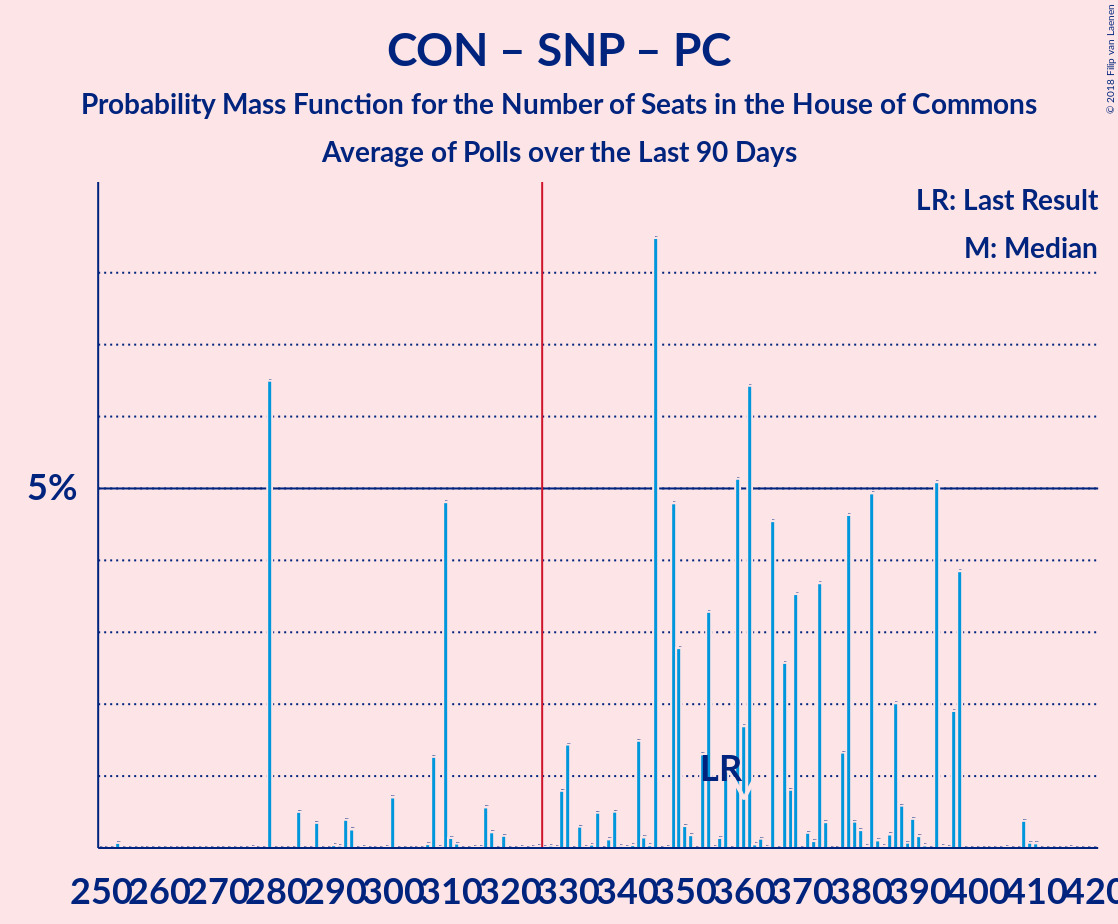 CON – SNP – PC
Probability Mass Function for the Number of Seats in the House of Commons
Average of Polls over the Last 90 Days
© 2018 Filip van Laenen
LR: Last Result
M: Median
5%
LR
250 260 270 280 290 300 310 320 330 340 350 360 370 380 390 400 410 420